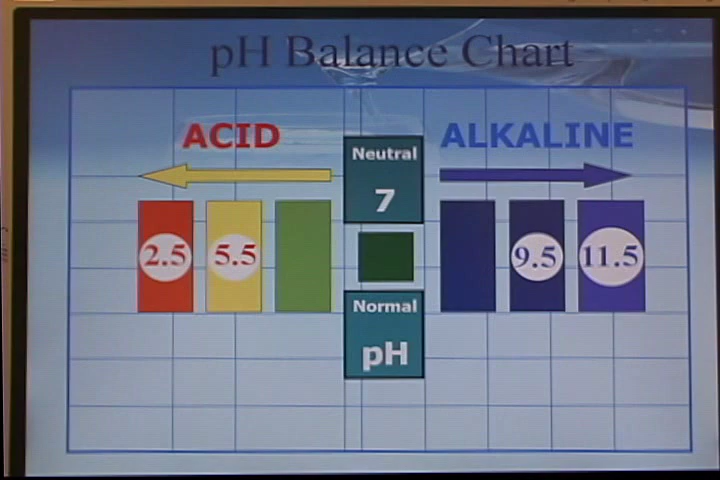 pH Balance Chart
ACID
ALKALINE
Neutral
7
2.5
5.5
9.5
11.5
Normal
pH